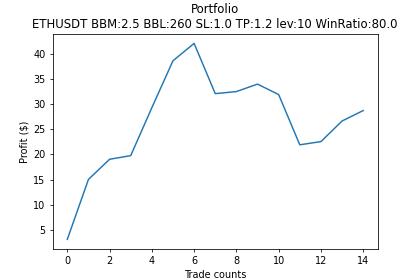 Portfolio
ETHUSDT BBM:2.5 BBL:260 SL:1.0 TP:1.2 lev:10 WinRatio:80.0
Profit ($)
40
35
30
25
20
15
10
5
0 2 4 6 8 10 12 14
Trade counts